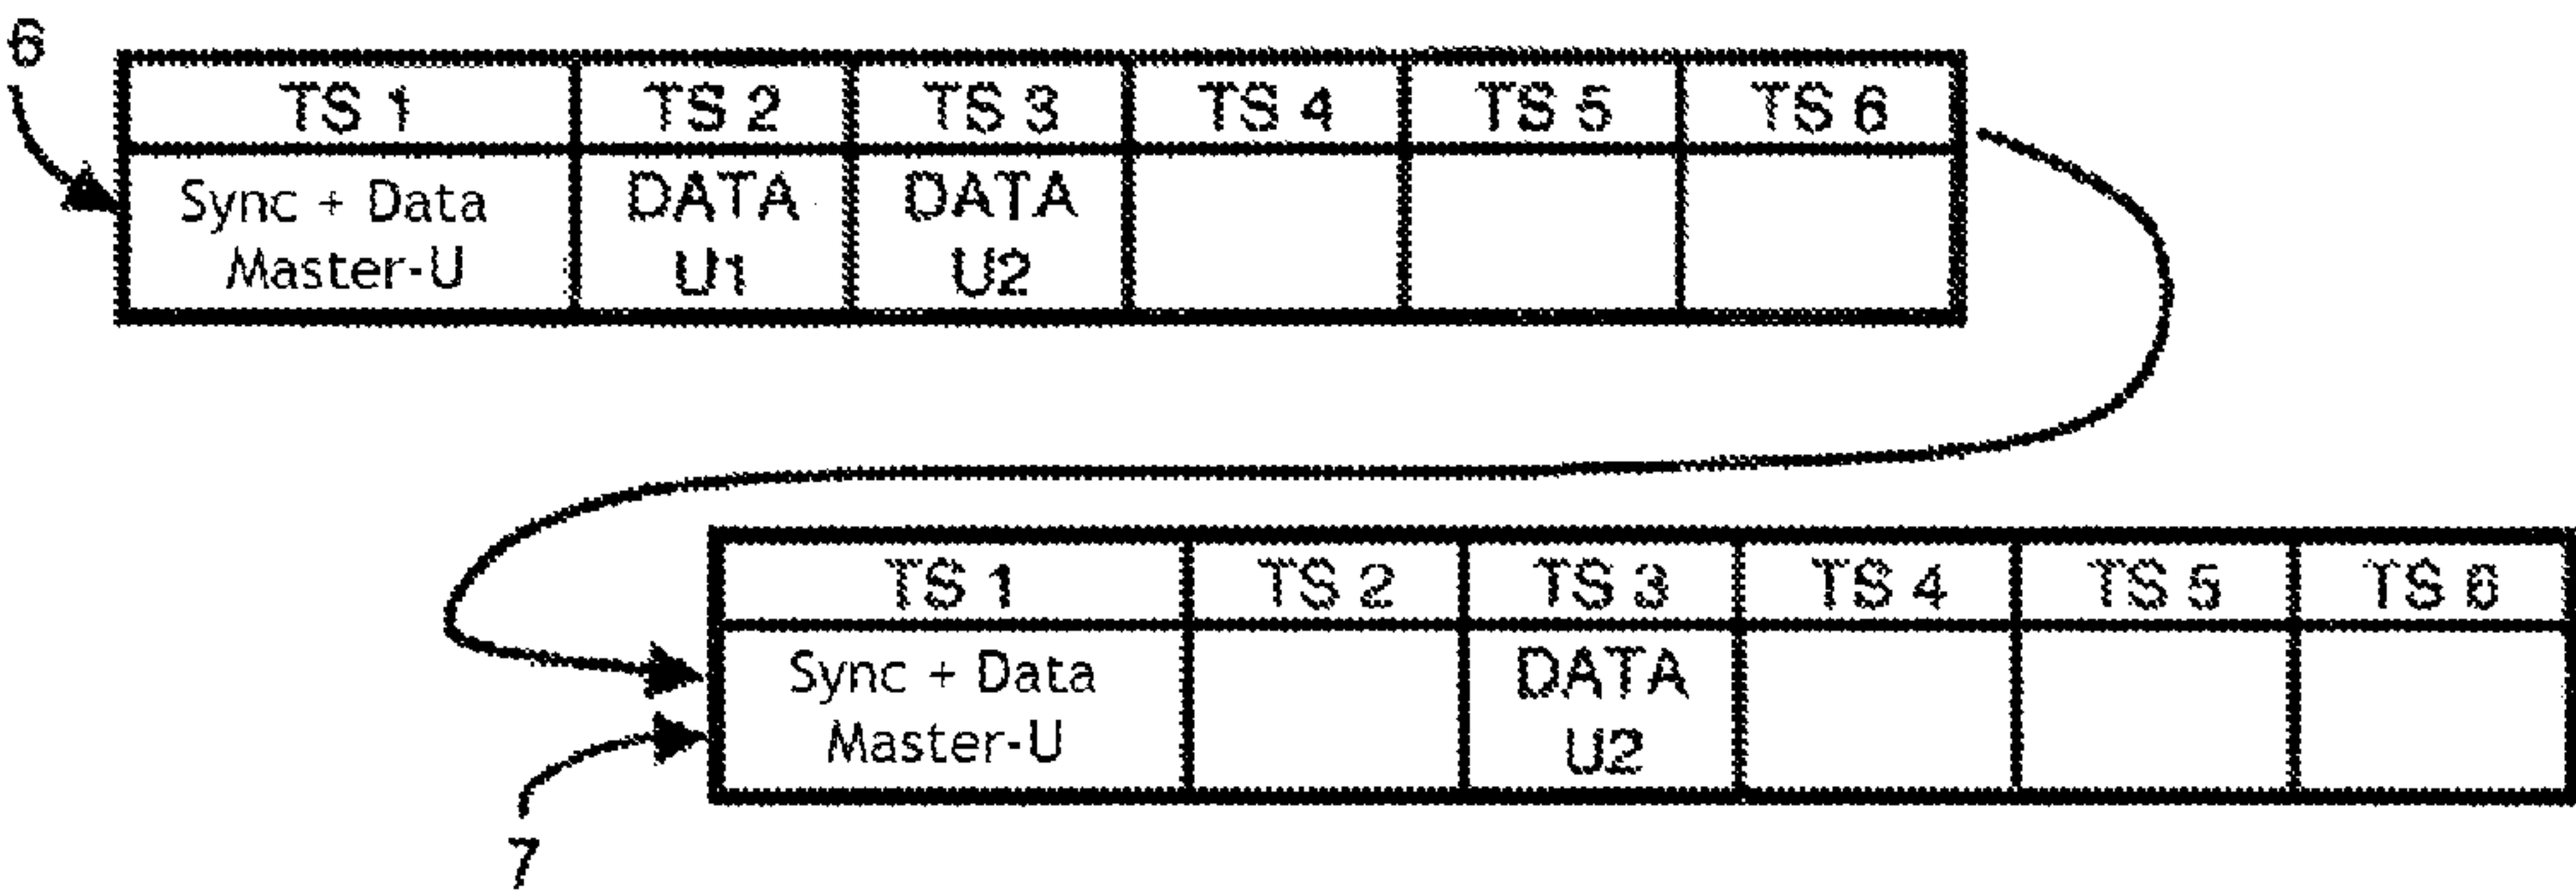 6
TS 1 TS 2 TS 3 TS 4 TS 5 TS 6
Sync + Data DATA DATA
Master-U U1 U2
TS 1 TS 2 TS 3 TS 4 TS 5 TS 6
Sync + Data DATA
Master-U U2
7